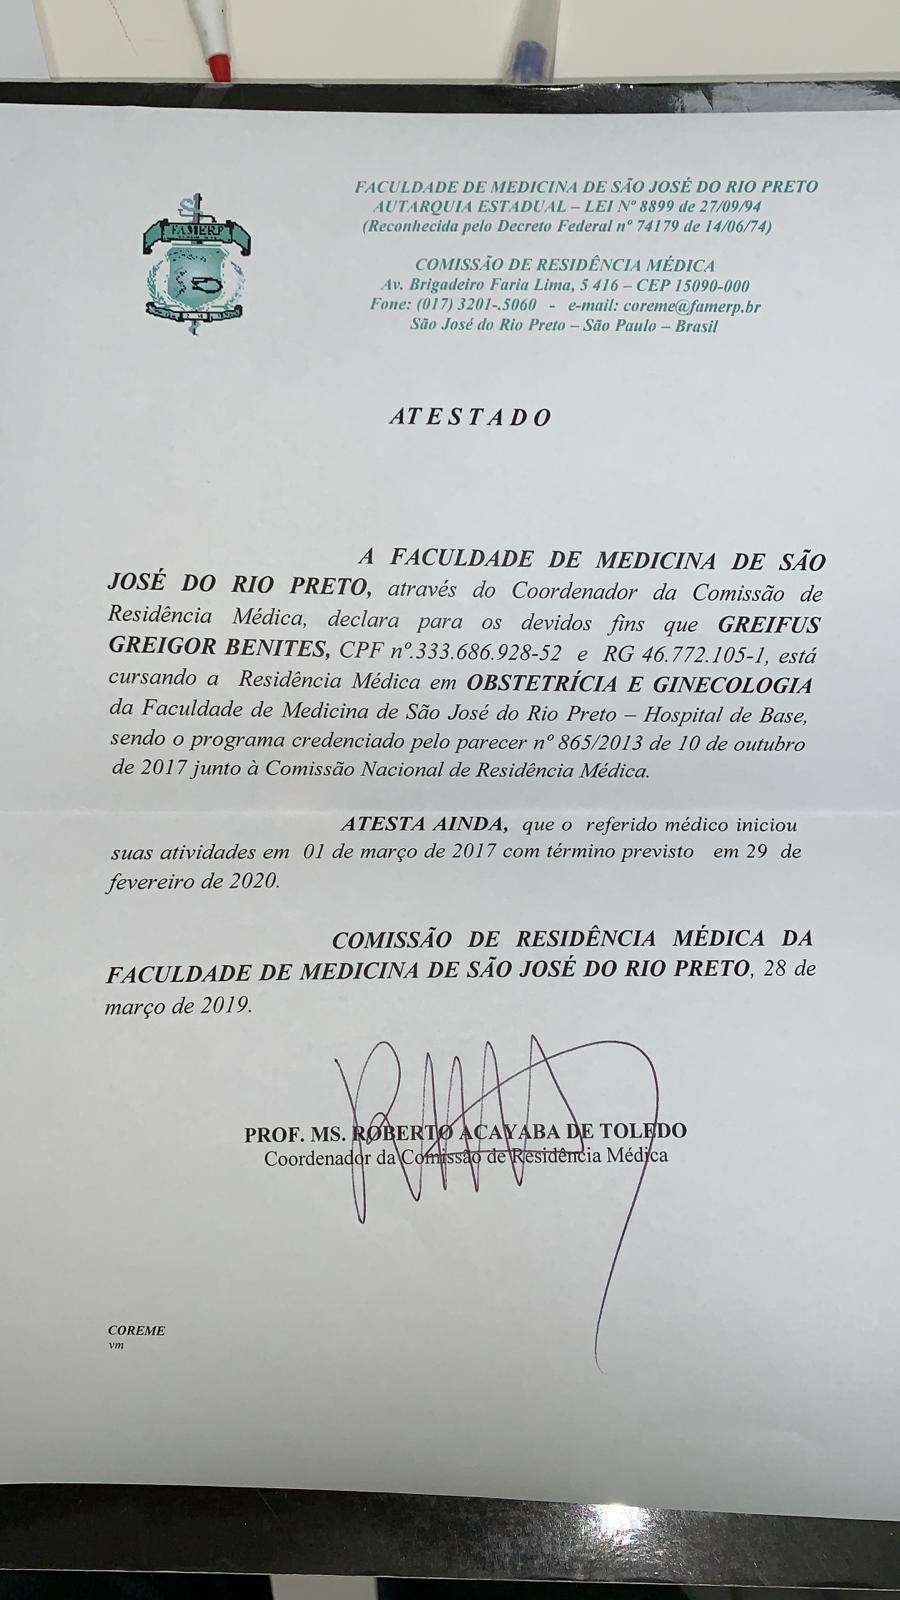 FAMERP
FACULDADE DE MEDICINA DE SÃO JOSÉ DO RIO PRETO
AUTARQUIA ESTADUAL – LEI Nº 8899 de 27/09/94
(Reconhecida pelo Decreto Federal nº 74179 de 14/06/74)
COMISSÃO DE RESIDÊNCIA MÉDICA
Av. Brigadeiro Faria Lima, 5 416 – CEP 15090-000
Fone: (017) 3201-.5060 - e-mail: coreme@famerp.br
São José do Rio Preto – São Paulo – Brasil
ATESTADO
A FACULDADE DE MEDICINA DE SÃO
JOSÉ DO RIO PRETO, através do Coordenador da Comissão de
Residência Médica, declara para os devidos fins que GREIFUS
GREIGOR BENITES, CPF nº.333.686.928-52 e RG 46.772.105-1, está
cursando a Residência Médica em OBSTETRÍCIA E GINECOLOGIA
da Faculdade de Medicina de São José do Rio Preto – Hospital de Base,
sendo o programa credenciado pelo parecer nº 865/2013 de 10 de outubro
de 2017 junto à Comissão Nacional de Residência Médica.
ATESTA AINDA, que o referido médico iniciou
suas atividades em 01 de março de 2017 com término previsto em 29 de
fevereiro de 2020.
COMISSÃO DE RESIDÊNCIA MÉDICA DA
FACULDADE DE MEDICINA DE SÃO JOSÉ DO RIO PRETO, 28 de
março de 2019.
PROF. MS. ROBERTO ACAYABA DE TOLEDO
Coordenador da Comissão de Residência Médica
COREME
vm